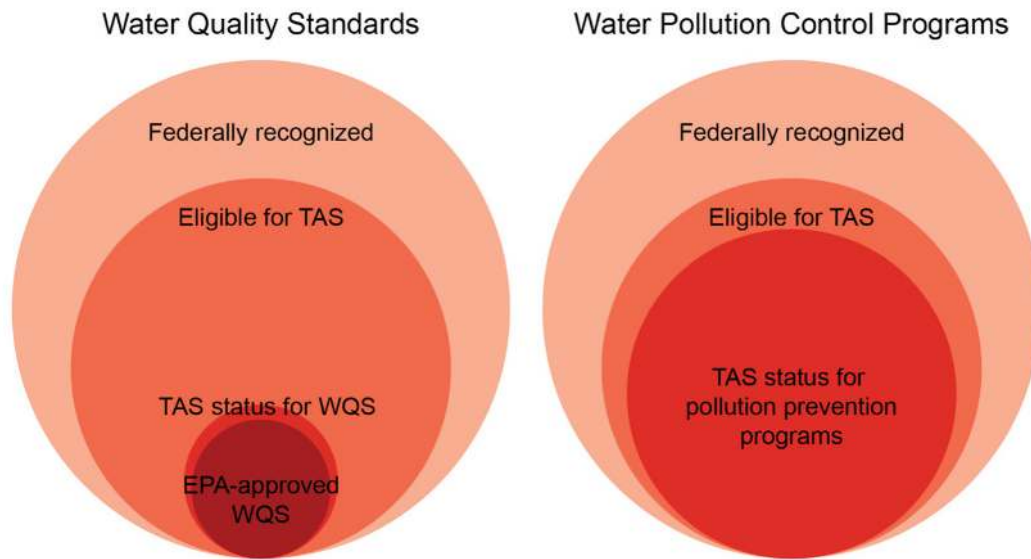 Water Quality Standards
Federally recognized
Eligible for TAS
TAS status for WQS
EPA-approved
WQS
Water Pollution Control Programs
Federally recognized
Eligible for TAS
TAS status for
pollution prevention
programs